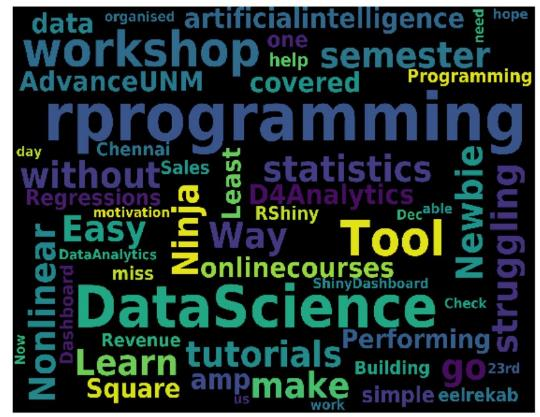 data organised artificialintelligence need hope
workshop one help semester
AdvanceUNM covered Programming
rprogramming
day Chennai
without Sales Least statistics Newbie struggling
Regressions D4Analytics
motivation RShiny Dec able
Easy Ninja Way Tool
DataAnalytics
miss onlinecourses
Nonlinear Dashboard ShinyDashboard
DataScience Check
Now Revenue Performing
Learn tutorials Building go 23rd
Square amp us make simple eelrekab
work